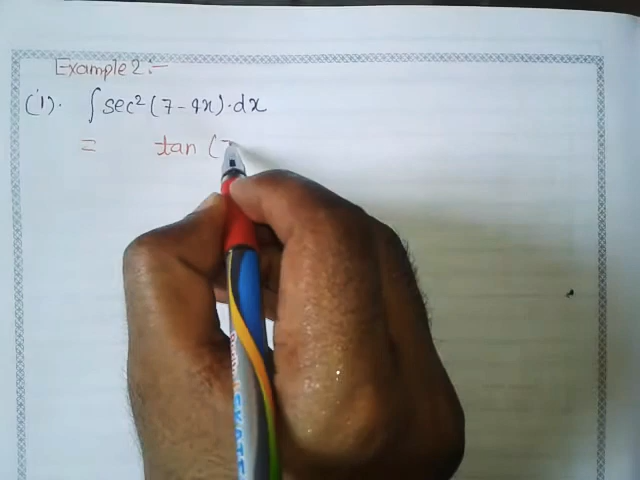 Example 2:-
(1). ∫ sec² (7 - 4x).dx
= tan (7